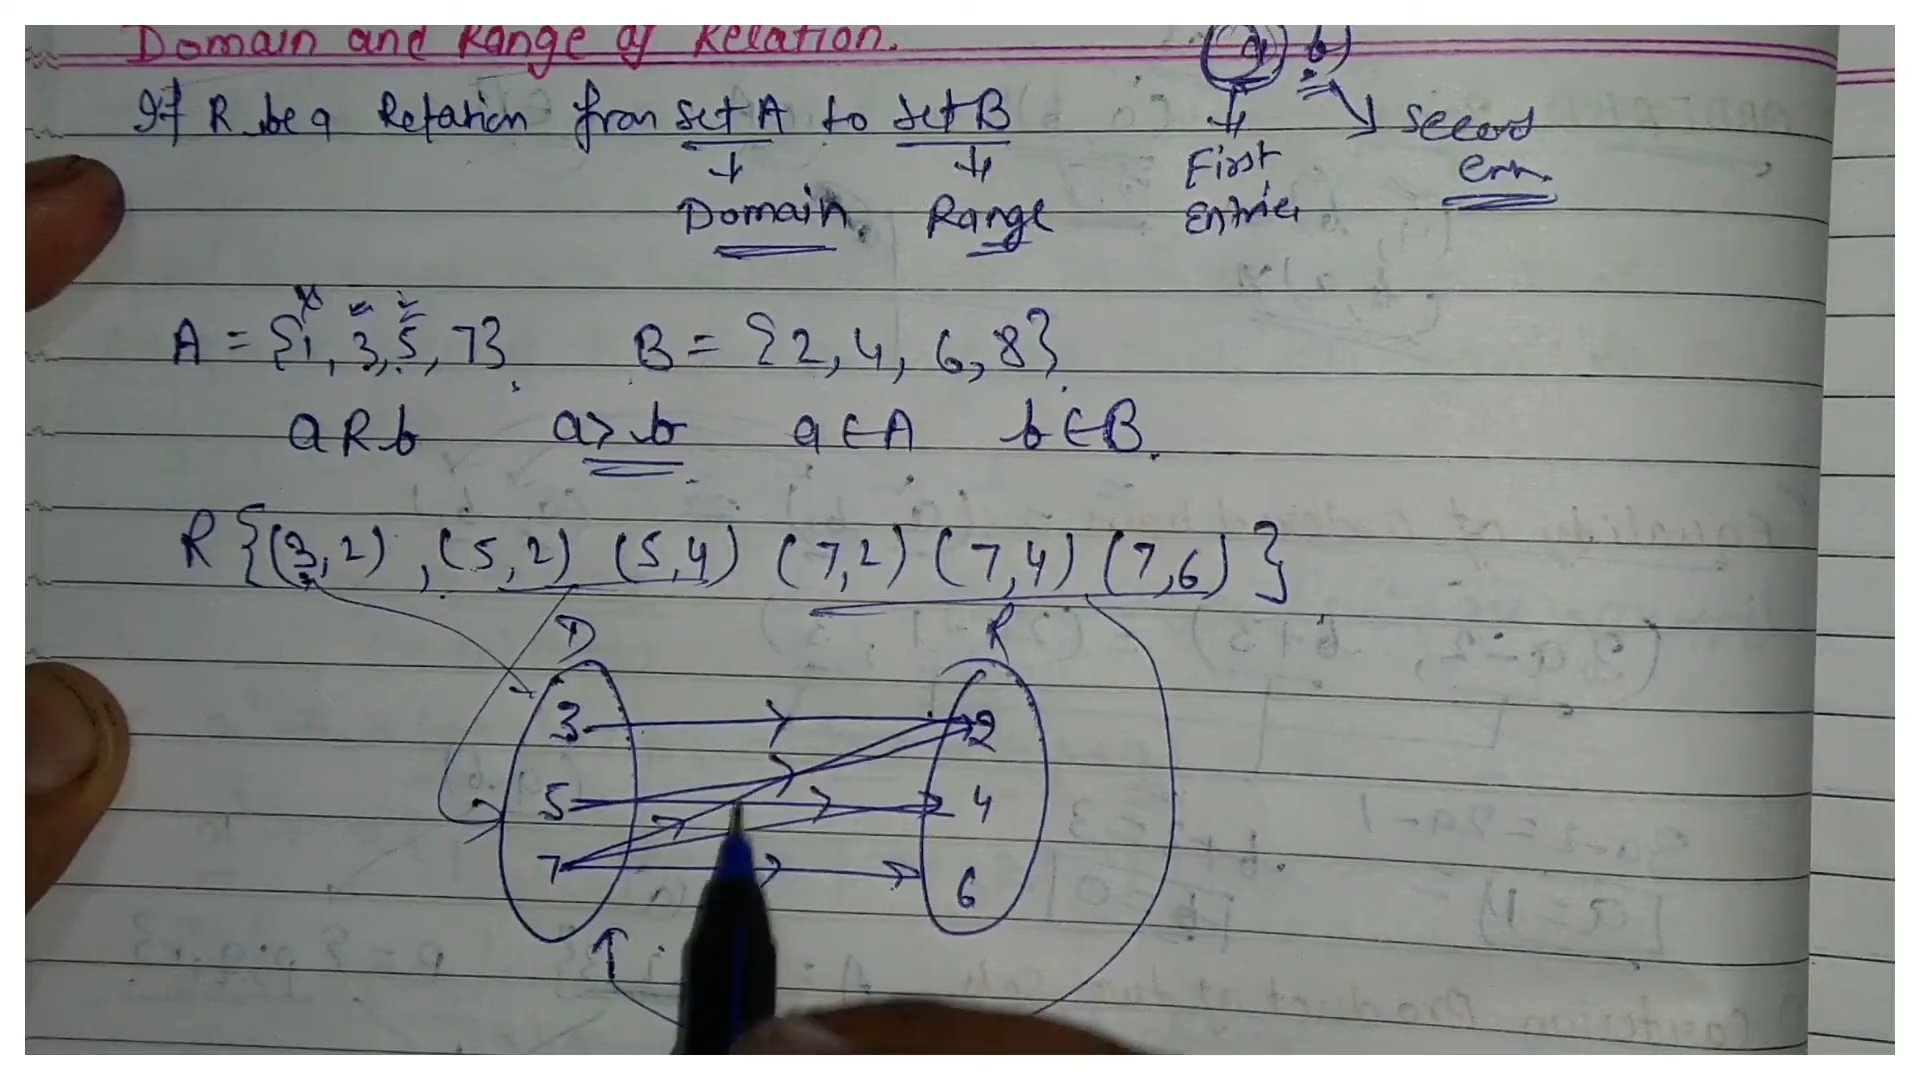 Domain and Range of Relation.
(a, b)
If R be a Relation from set A to set B
Second
First
Entries
Domain. Range
A = {1, 3, 5, 7} B = {2, 4, 6, 8}
a R b a > b a ∈ A b ∈ B.
R {(3,2), (5,2) (5,4) (7,2) (7,4) (7,6)}
D R
3 2
5 4
7 6